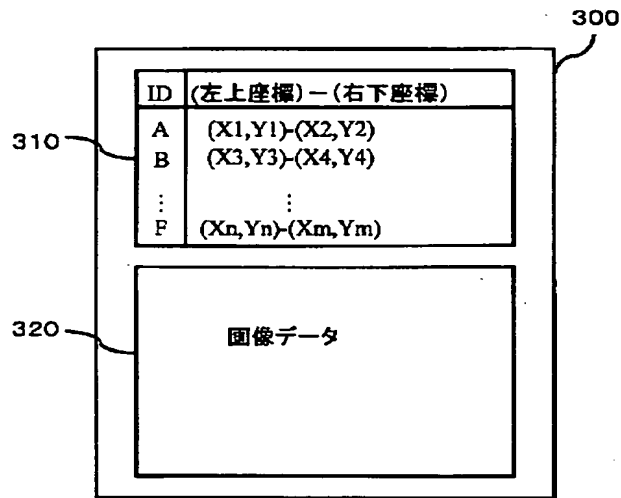 300
ID (左上座標)－(右下座標)
310
A (X1,Y1)-(X2,Y2)
B (X3,Y3)-(X4,Y4)
⋮ ⋮
F (Xn,Yn)-(Xm,Ym)
320
画像データ